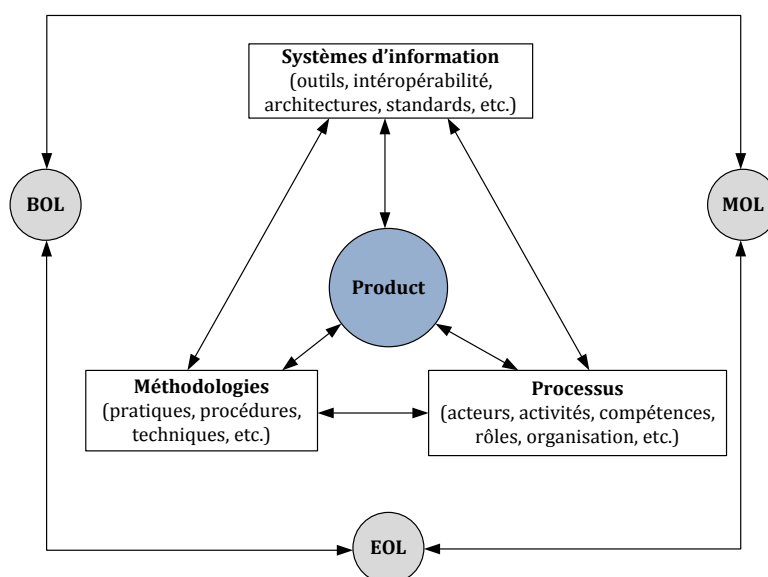 Systèmes d’information
(outils, intéropérabilité,
architectures, standards, etc.)
BOL
MOL
Product
Méthodologies
(pratiques, procédures,
techniques, etc.)
Processus
(acteurs, activités, compétences,
rôles, organisation, etc.)
EOL